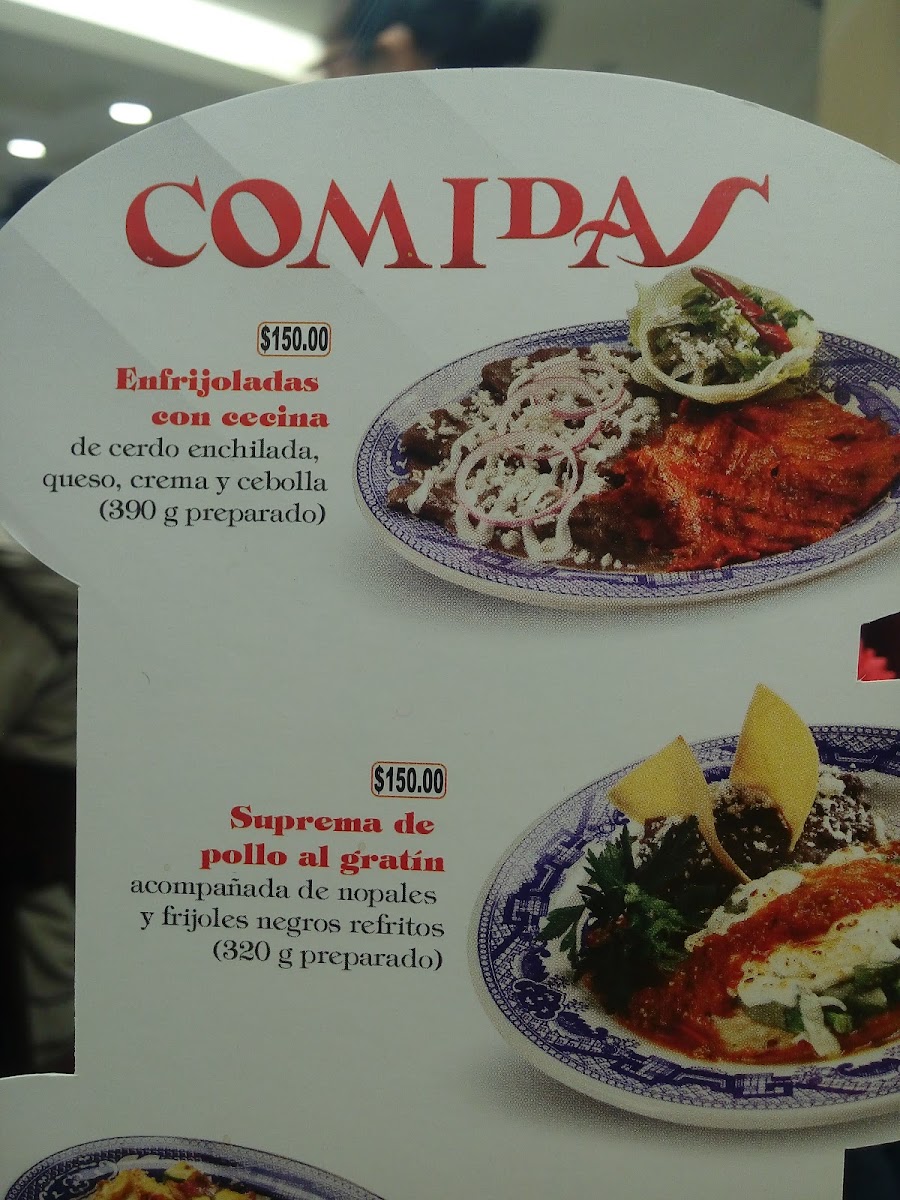 COMIDAS
$150.00
Enfrijoladas
con cecina
de cerdo enchilada,
queso, crema y cebolla
(390 g preparado)
$150.00
Suprema de
pollo al gratín
acompañada de nopales
y frijoles negros refritos
(320 g preparado)